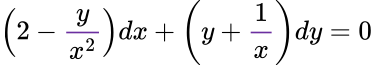 (2 − y/x²)dx + (y + 1/x)dy = 0